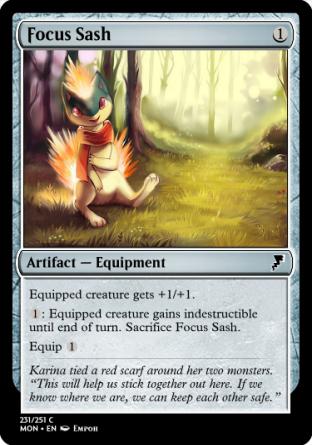 Focus Sash 1
Artifact — Equipment
Equipped creature gets +1/+1.
1 : Equipped creature gains indestructible
until end of turn. Sacrifice Focus Sash.
Equip 1
Karina tied a red scarf around her two monsters.
“This will help us stick together out here. If we
know where we are, we can keep each other safe.”
231/251 C
MON • EN Empoh